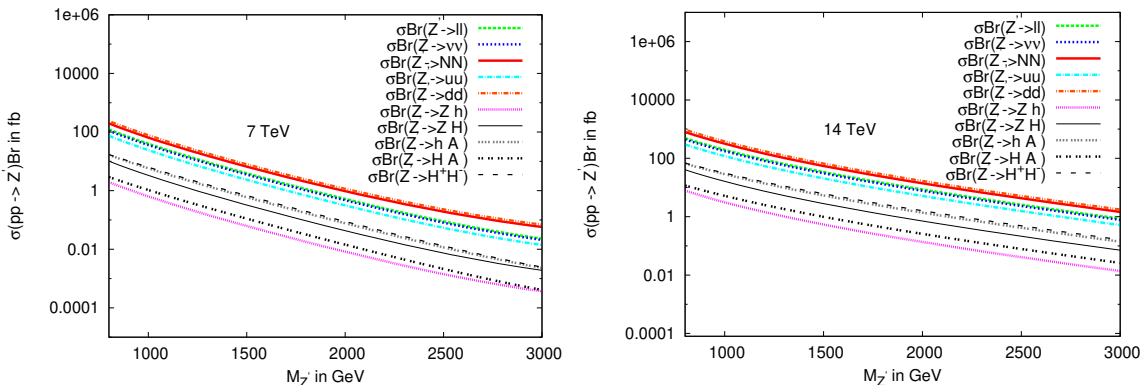 σ(pp -> Z')Br in fb
1e+06
10000
100
1
0.01
0.0001
1000 1500 2000 2500 3000
M_Z' in GeV
7 TeV
σBr(Z'->ll)
σBr(Z'->νν)
σBr(Z'->NN)
σBr(Z'->uu)
σBr(Z'->dd)
σBr(Z'->Z h)
σBr(Z'->Z H)
σBr(Z'->h A)
σBr(Z'->H A)
σBr(Z'->H⁺H⁻)
σ(pp -> Z')Br in fb
1e+06
10000
100
1
0.01
0.0001
1000 1500 2000 2500 3000
M_Z' in GeV
14 TeV
σBr(Z'->ll)
σBr(Z'->νν)
σBr(Z'->NN)
σBr(Z'->uu)
σBr(Z'->dd)
σBr(Z'->Z h)
σBr(Z'->Z H)
σBr(Z'->h A)
σBr(Z'->H A)
σBr(Z'->H⁺H⁻)